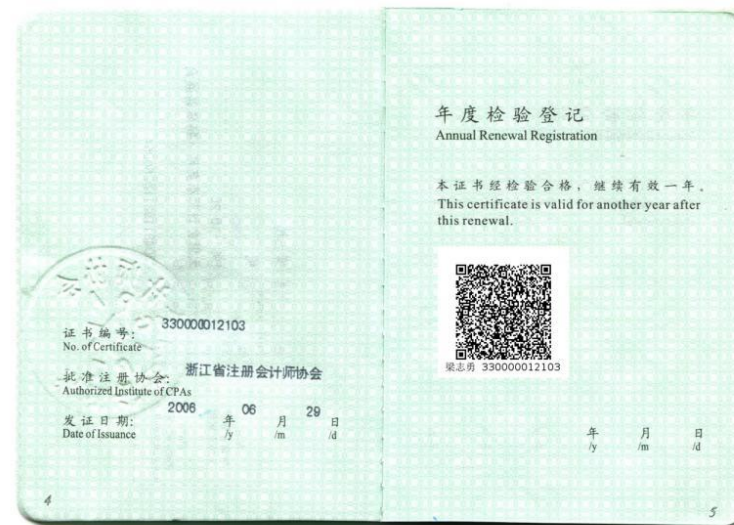 证书编号: 330000012103
No. of Certificate
批准注册协会: 浙江省注册会计师协会
Authorized Institute of CPAs
发证日期: 2006 年 06 月 29 日
Date of Issuance /y /m /d
4
年度检验登记
Annual Renewal Registration
本证书经检验合格，继续有效一年。
This certificate is valid for another year after
this renewal.
梁志勇 330000012103
年 月 日
/y /m /d
5